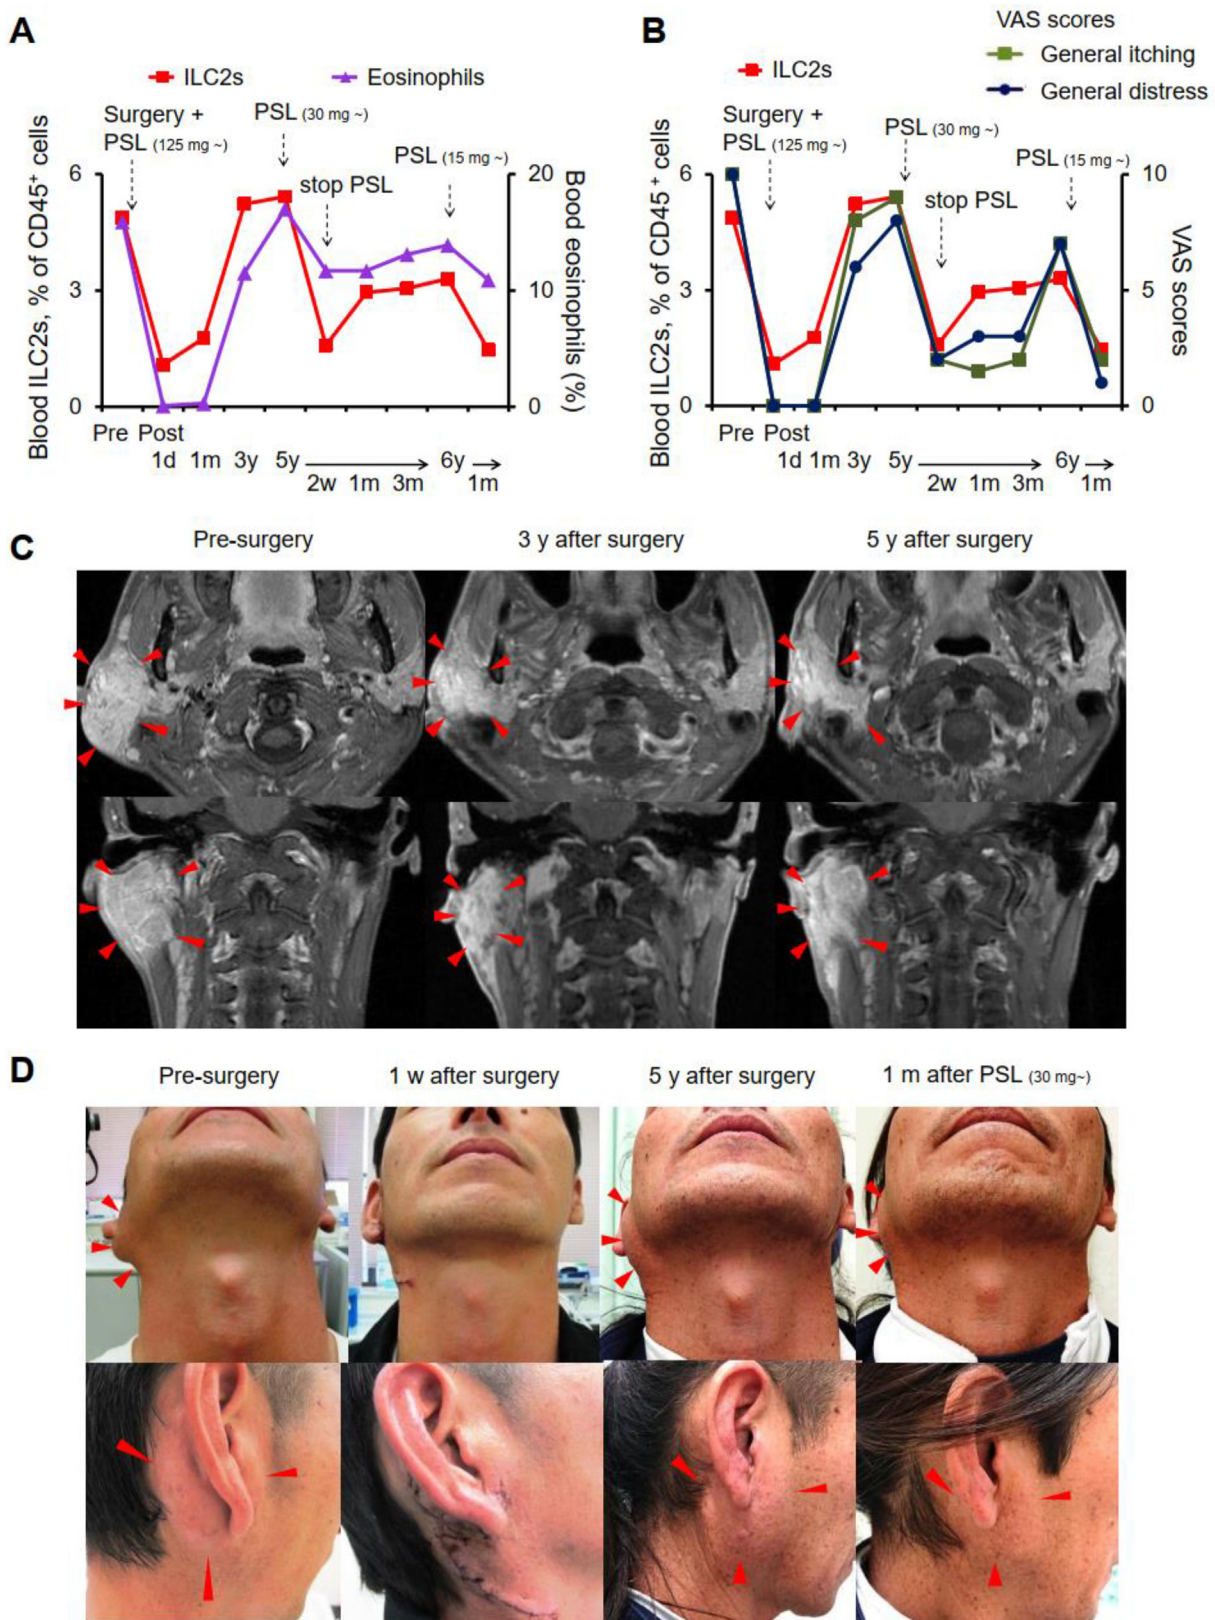 A
ILC2s
Eosinophils
Surgery +
PSL (125 mg ~)
PSL (30 mg ~)
stop PSL
PSL (15 mg ~)
Blood ILC2s, % of CD45+ cells
6
3
0
20
10
0
Bood eosinophils (%)
Pre Post
1d 1m 3y 5y 6y
2w 1m 3m 1m
B
VAS scores
ILC2s
General itching
General distress
Surgery +
PSL (125 mg ~)
PSL (30 mg ~)
stop PSL
PSL (15 mg ~)
Blood ILC2s, % of CD45+ cells
6
3
0
10
5
0
VAS scores
Pre Post
1d 1m 3y 5y 6y
2w 1m 3m 1m
C
Pre-surgery 3 y after surgery 5 y after surgery
D
Pre-surgery 1 w after surgery 5 y after surgery 1 m after PSL (30 mg~)